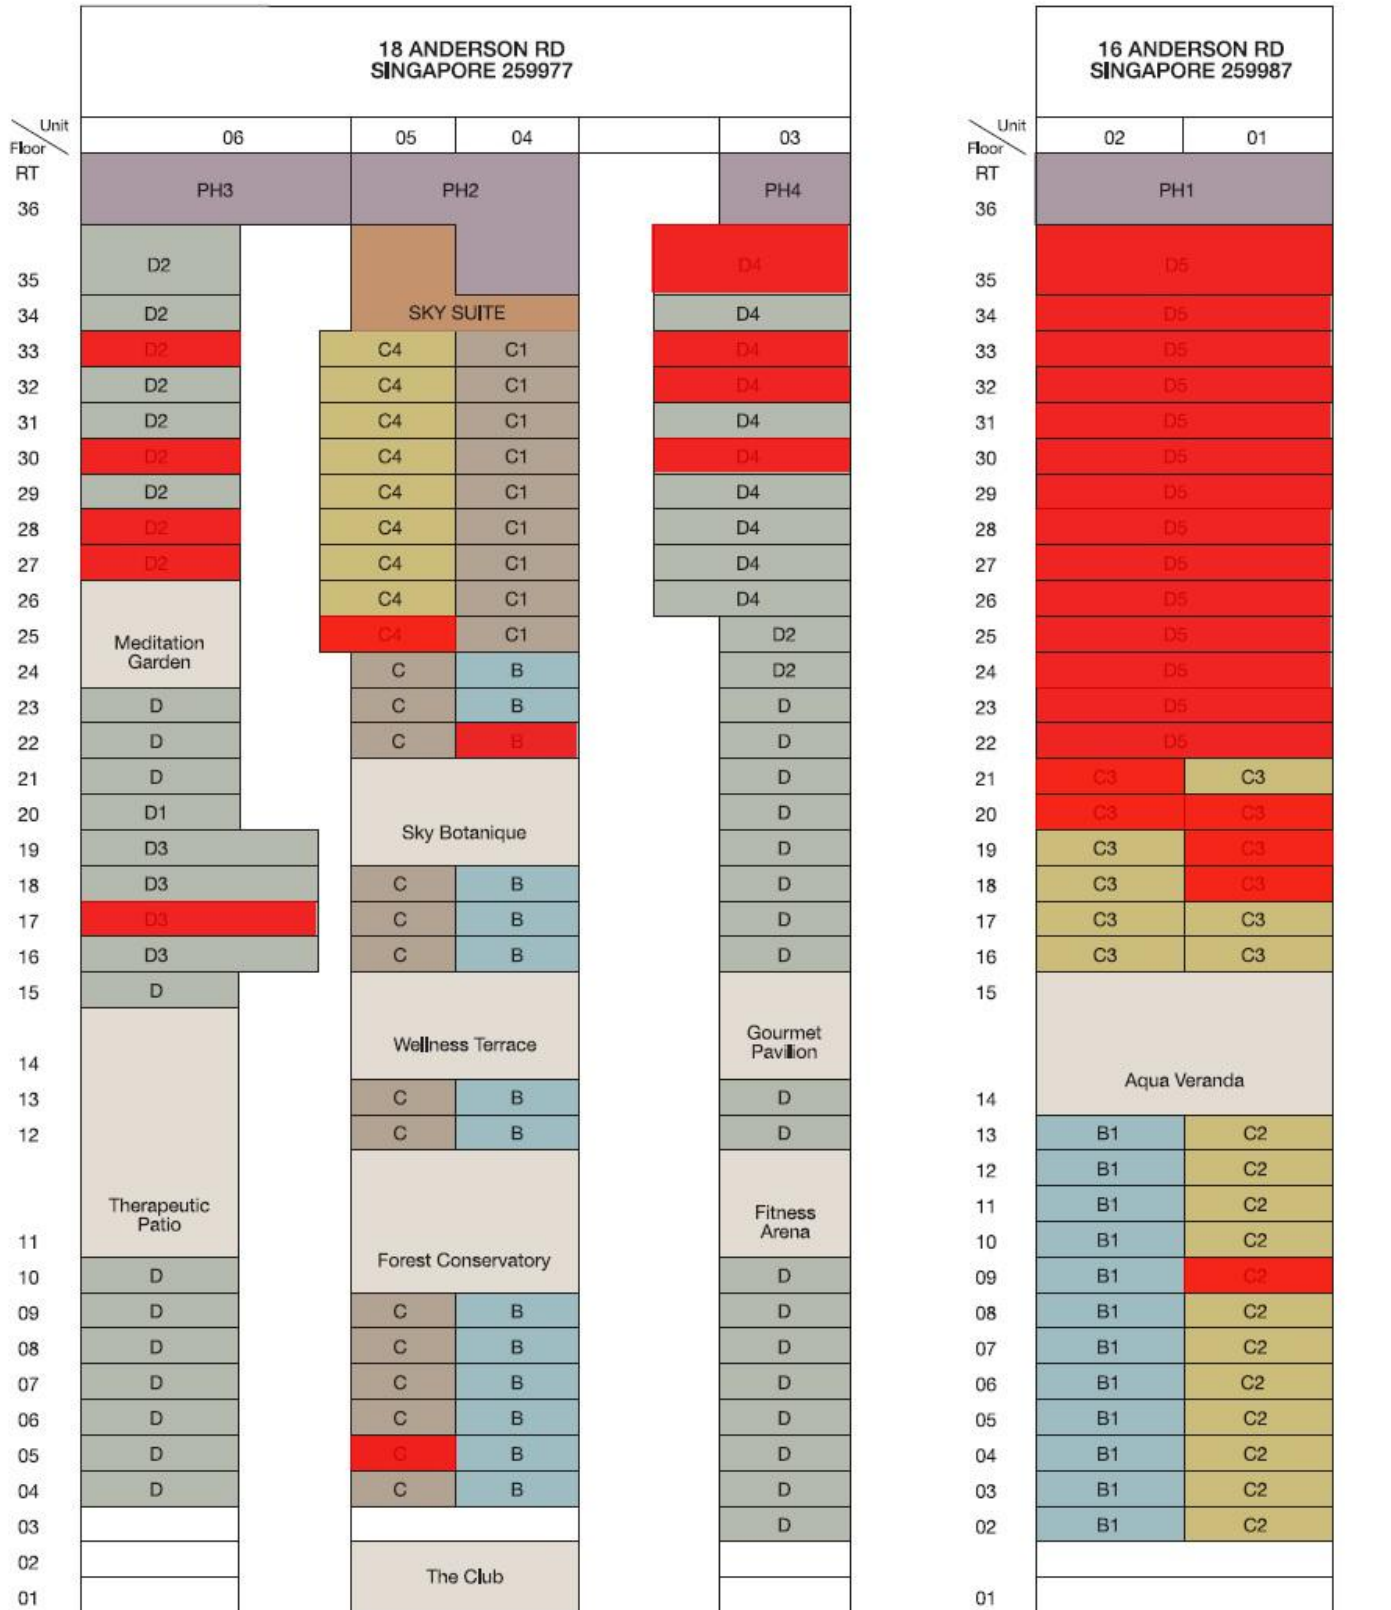 18 ANDERSON RD
SINGAPORE 259977
16 ANDERSON RD
SINGAPORE 259987
Unit
Floor
06 05 04 03
Unit
Floor
02 01
RT PH3 PH2 PH4 RT PH1
36 36
35 D2 D4 35 D5
34 D2 SKY SUITE D4 34 D5
33 D2 C4 C1 D4 33 D5
32 D2 C4 C1 D4 32 D5
31 D2 C4 C1 D4 31 D5
30 D2 C4 C1 D4 30 D5
29 D2 C4 C1 D4 29 D5
28 D2 C4 C1 D4 28 D5
27 D2 C4 C1 D4 27 D5
26 C4 C1 D4 26 D5
25 Meditation C4 C1 D2 25 D5
24 Garden C B D2 24 D5
23 D C B D 23 D5
22 D C B D 22 D5
21 D D 21 C3 C3
20 D1 Sky Botanique D 20 C3 C3
19 D3 D 19 C3 C3
18 D3 C B D 18 C3 C3
17 D3 C B D 17 C3 C3
16 D3 C B D 16 C3 C3
15 D 15
Wellness Terrace Gourmet
Pavilion
14 Aqua Veranda
13 C B D 14
12 C B D 13 B1 C2
12 B1 C2
Therapeutic Fitness 11 B1 C2
Patio Arena
11 Forest Conservatory 10 B1 C2
10 D D 09 B1 C2
09 D C B D 08 B1 C2
08 D C B D 07 B1 C2
07 D C B D 06 B1 C2
06 D C B D 05 B1 C2
05 D C B D 04 B1 C2
04 D C B D 03 B1 C2
03 D 02 B1 C2
02 The Club
01 01